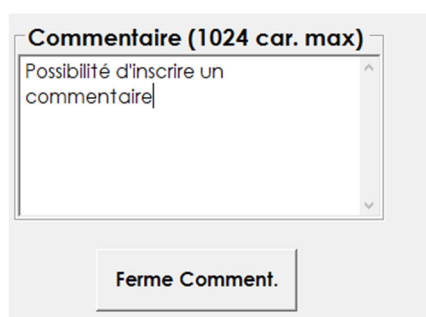 Commentaire (1024 car. max)
Possibilité d'inscrire un
commentaire
Ferme Comment.